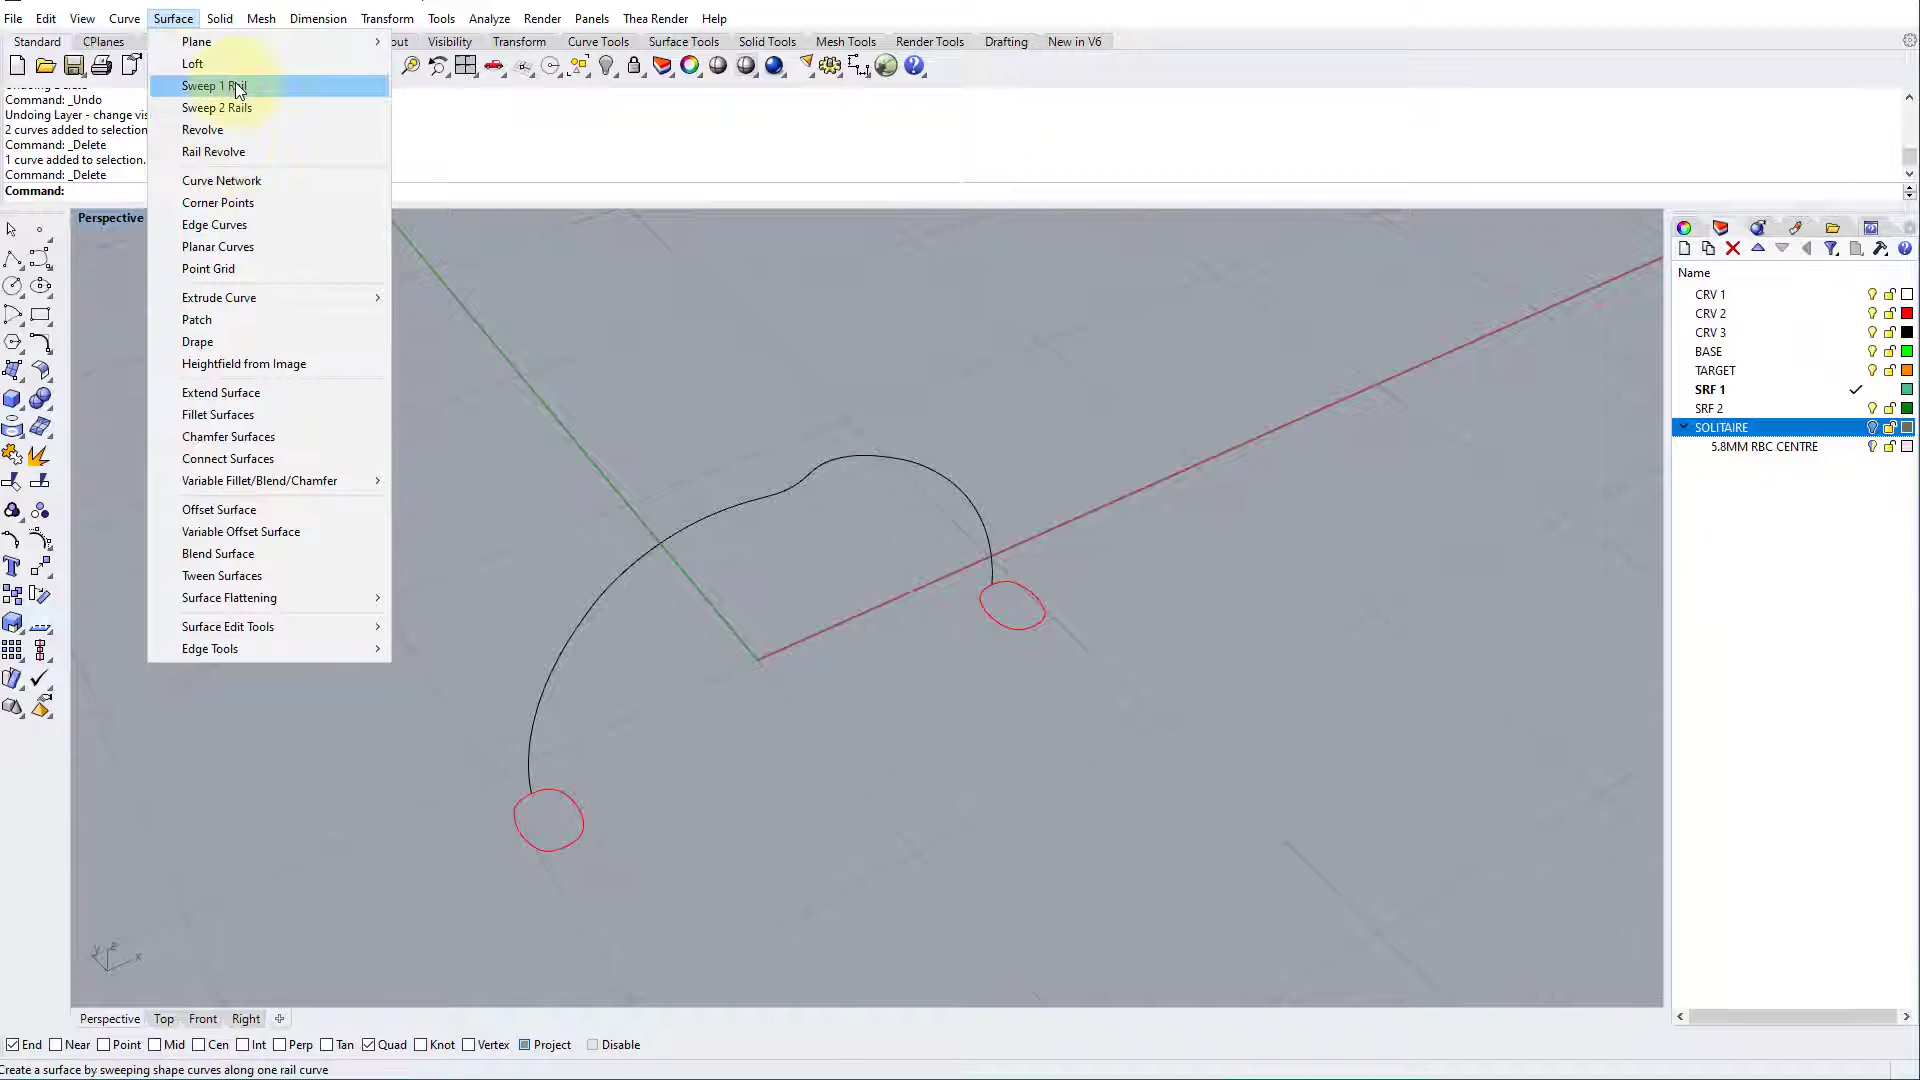 File Edit View Curve Surface Solid Mesh Dimension Transform Tools Analyze Render Panels Thea Render Help
Standard CPlanes out Visibility Transform Curve Tools Surface Tools Solid Tools Mesh Tools Render Tools Drafting New in V6
Command: _Undo
Undoing Layer - change vis
2 curves added to selection
Command: _Delete
1 curve added to selection.
Command: _Delete
Command:
Plane
Loft
Sweep 1 Rail
Sweep 2 Rails
Revolve
Rail Revolve
Curve Network
Corner Points
Edge Curves
Planar Curves
Point Grid
Extrude Curve
Patch
Drape
Heightfield from Image
Extend Surface
Fillet Surfaces
Chamfer Surfaces
Connect Surfaces
Variable Fillet/Blend/Chamfer
Offset Surface
Variable Offset Surface
Blend Surface
Tween Surfaces
Surface Flattening
Surface Edit Tools
Edge Tools
Perspective
Name
CRV 1
CRV 2
CRV 3
BASE
TARGET
SRF 1
SRF 2
SOLITAIRE
5.8MM RBC CENTRE
y z x
Perspective Top Front Right
End Near Point Mid Cen Int Perp Tan Quad Knot Vertex Project Disable
Create a surface by sweeping shape curves along one rail curve